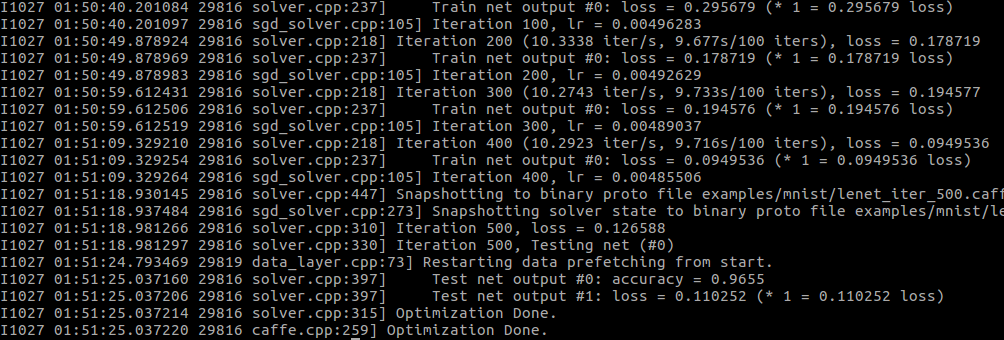 I1027 01:50:40.201084 29816 solver.cpp:237]     Train net output #0: loss = 0.295679 (* 1 = 0.295679 loss)
I1027 01:50:40.201097 29816 sgd_solver.cpp:105] Iteration 100, lr = 0.00496283
I1027 01:50:49.878924 29816 solver.cpp:218] Iteration 200 (10.3338 iter/s, 9.677s/100 iters), loss = 0.178719
I1027 01:50:49.878969 29816 solver.cpp:237]     Train net output #0: loss = 0.178719 (* 1 = 0.178719 loss)
I1027 01:50:49.878983 29816 sgd_solver.cpp:105] Iteration 200, lr = 0.00492629
I1027 01:50:59.612431 29816 solver.cpp:218] Iteration 300 (10.2743 iter/s, 9.733s/100 iters), loss = 0.194577
I1027 01:50:59.612506 29816 solver.cpp:237]     Train net output #0: loss = 0.194576 (* 1 = 0.194576 loss)
I1027 01:50:59.612519 29816 sgd_solver.cpp:105] Iteration 300, lr = 0.00489037
I1027 01:51:09.329210 29816 solver.cpp:218] Iteration 400 (10.2923 iter/s, 9.716s/100 iters), loss = 0.0949536
I1027 01:51:09.329254 29816 solver.cpp:237]     Train net output #0: loss = 0.0949536 (* 1 = 0.0949536 loss)
I1027 01:51:09.329264 29816 sgd_solver.cpp:105] Iteration 400, lr = 0.00485506
I1027 01:51:18.930145 29816 solver.cpp:447] Snapshotting to binary proto file examples/mnist/lenet_iter_500.caff
I1027 01:51:18.937484 29816 sgd_solver.cpp:273] Snapshotting solver state to binary proto file examples/mnist/le
I1027 01:51:18.981266 29816 solver.cpp:310] Iteration 500, loss = 0.126588
I1027 01:51:18.981297 29816 solver.cpp:330] Iteration 500, Testing net (#0)
I1027 01:51:24.793469 29819 data_layer.cpp:73] Restarting data prefetching from start.
I1027 01:51:25.037160 29816 solver.cpp:397]     Test net output #0: accuracy = 0.9655
I1027 01:51:25.037206 29816 solver.cpp:397]     Test net output #1: loss = 0.110252 (* 1 = 0.110252 loss)
I1027 01:51:25.037214 29816 solver.cpp:315] Optimization Done.
I1027 01:51:25.037220 29816 caffe.cpp:259] Optimization Done.